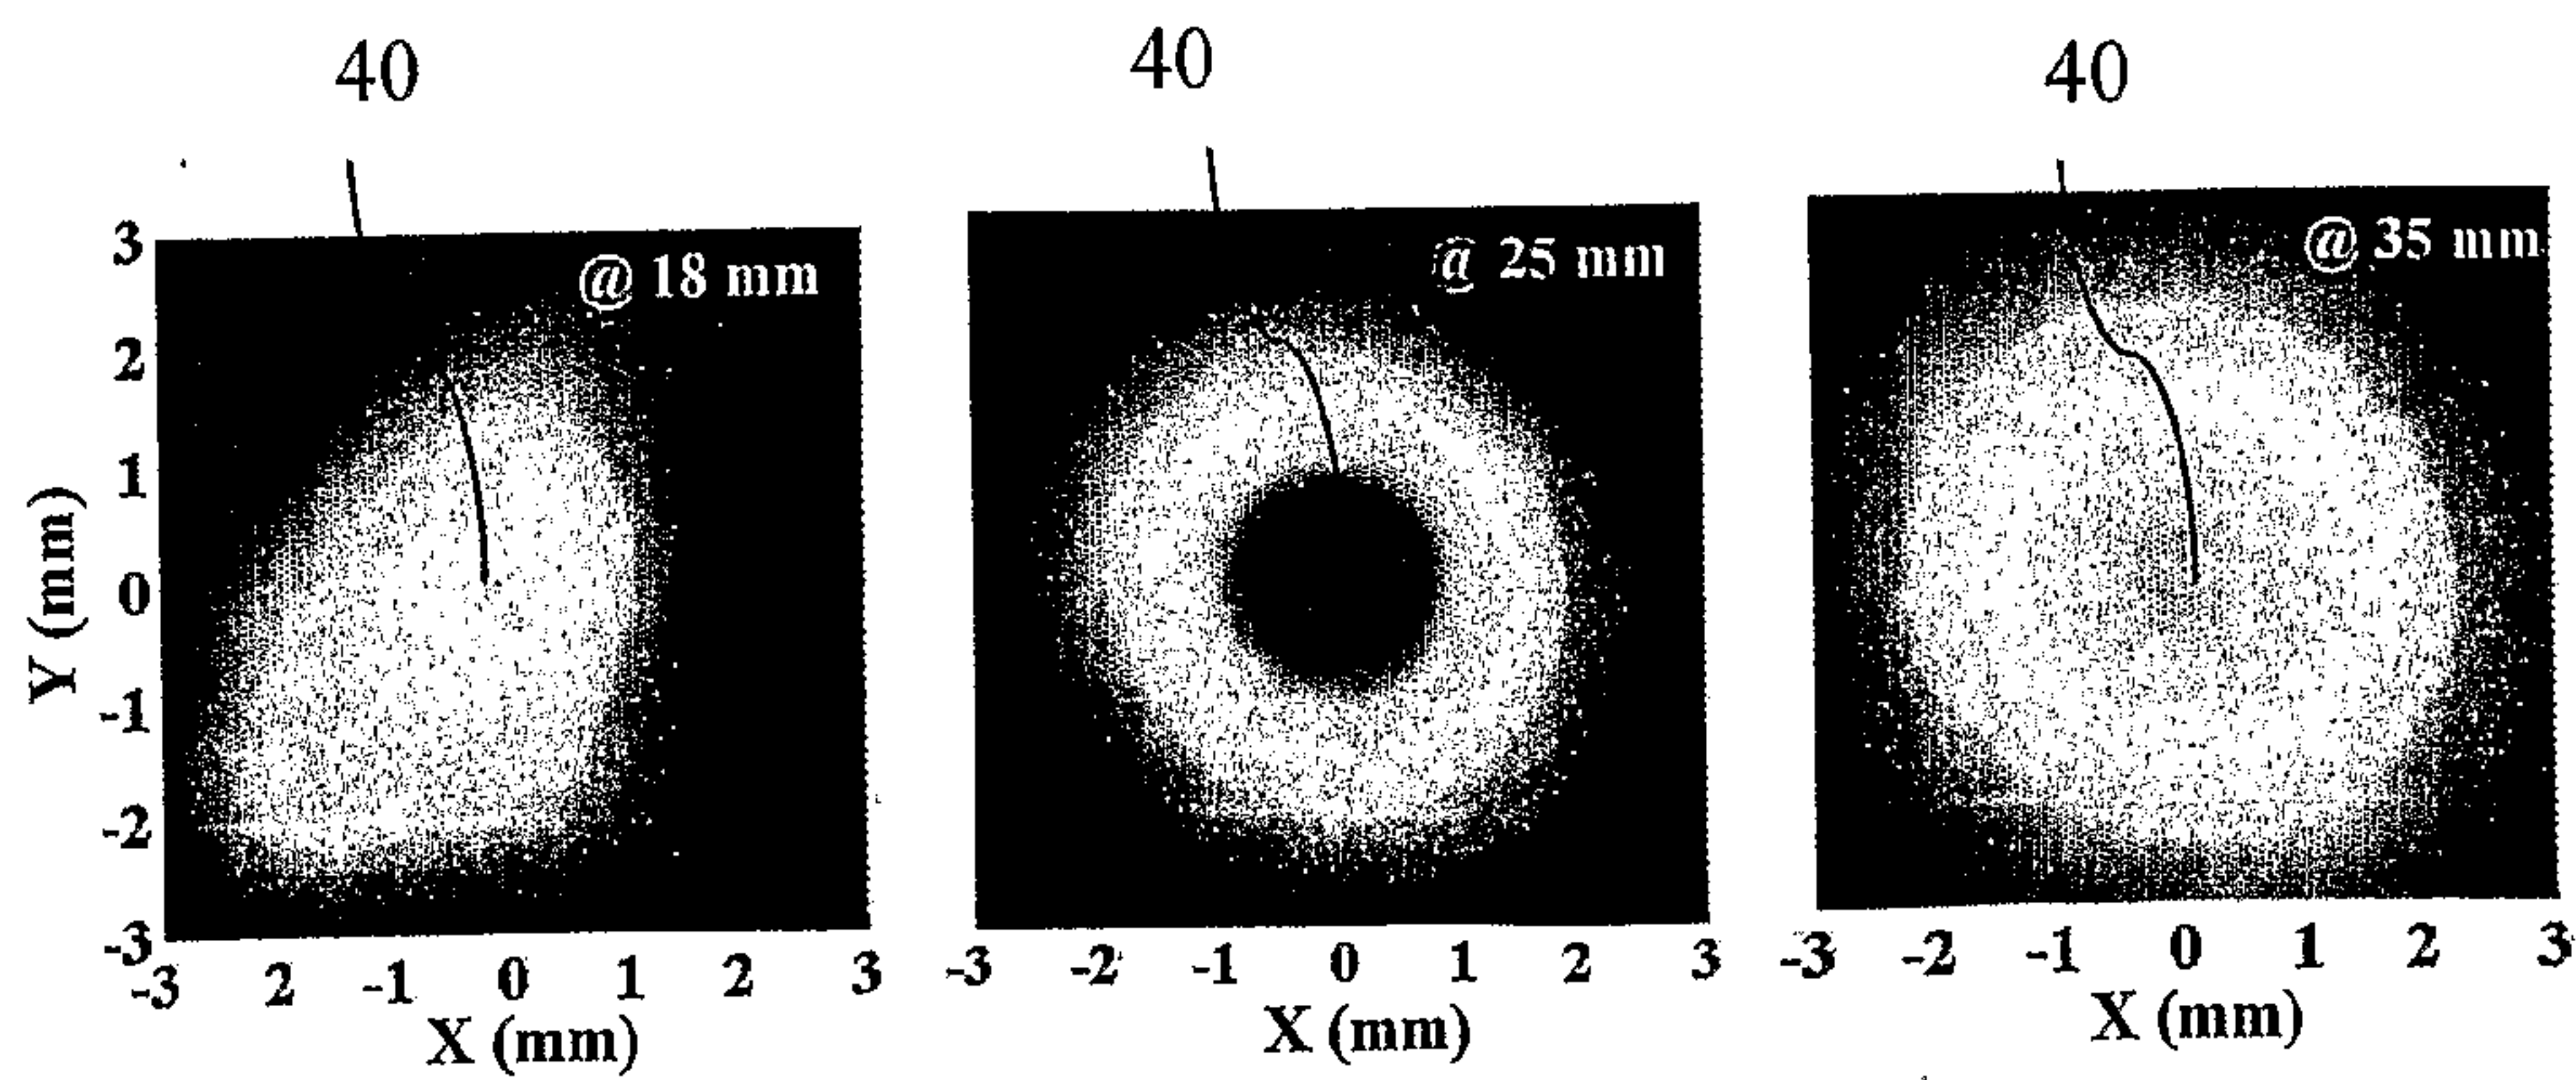 40
40
40
@ 18 mm
@ 25 mm
@ 35 mm
Y (mm)
3
2
1
0
-1
-2
-3
-3 2 -1 0 1 2 3
-3 -2 -1 0 1 2 3
-3 -2 -1 0 1 2 3
X (mm)
X (mm)
X (mm)